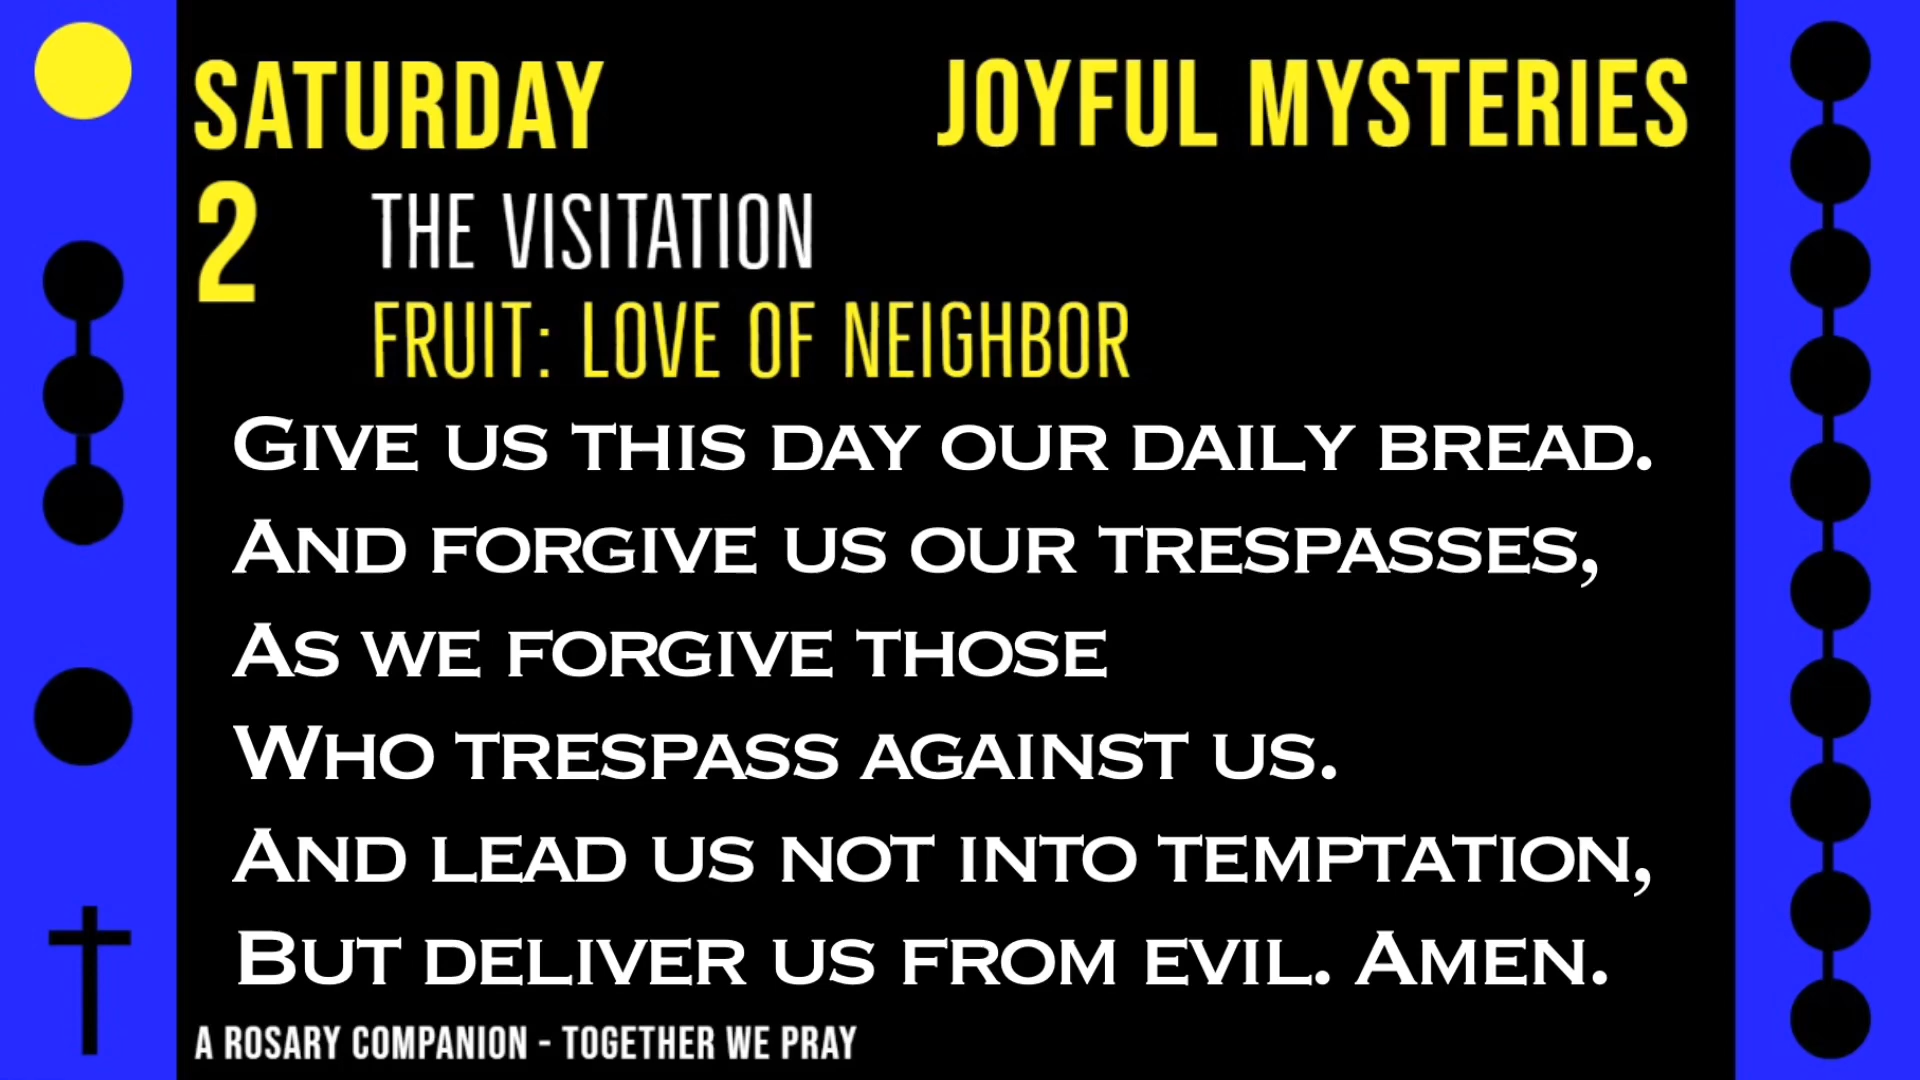 SATURDAY JOYFUL MYSTERIES
2 THE VISITATION
FRUIT: LOVE OF NEIGHBOR
GIVE US THIS DAY OUR DAILY BREAD.
AND FORGIVE US OUR TRESPASSES,
AS WE FORGIVE THOSE
WHO TRESPASS AGAINST US.
AND LEAD US NOT INTO TEMPTATION,
BUT DELIVER US FROM EVIL. AMEN.
A ROSARY COMPANION - TOGETHER WE PRAY